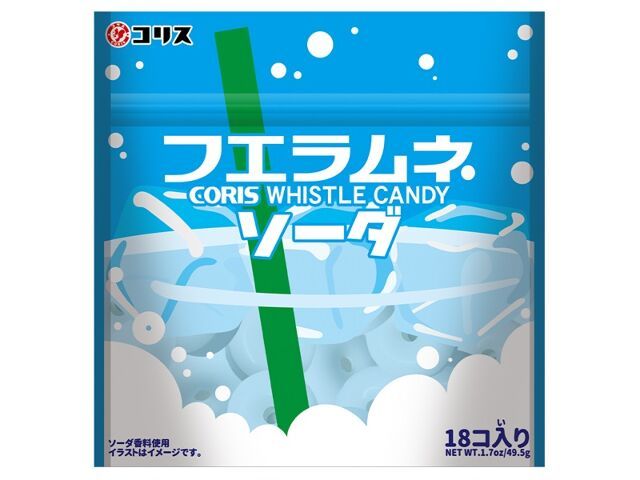 コリス
フエラムネ
CORIS WHISTLE CANDY
ソーダ
ソーダ香料使用
イラストはイメージです。
18コ入り
い
NET WT.1.7oz/49.5g